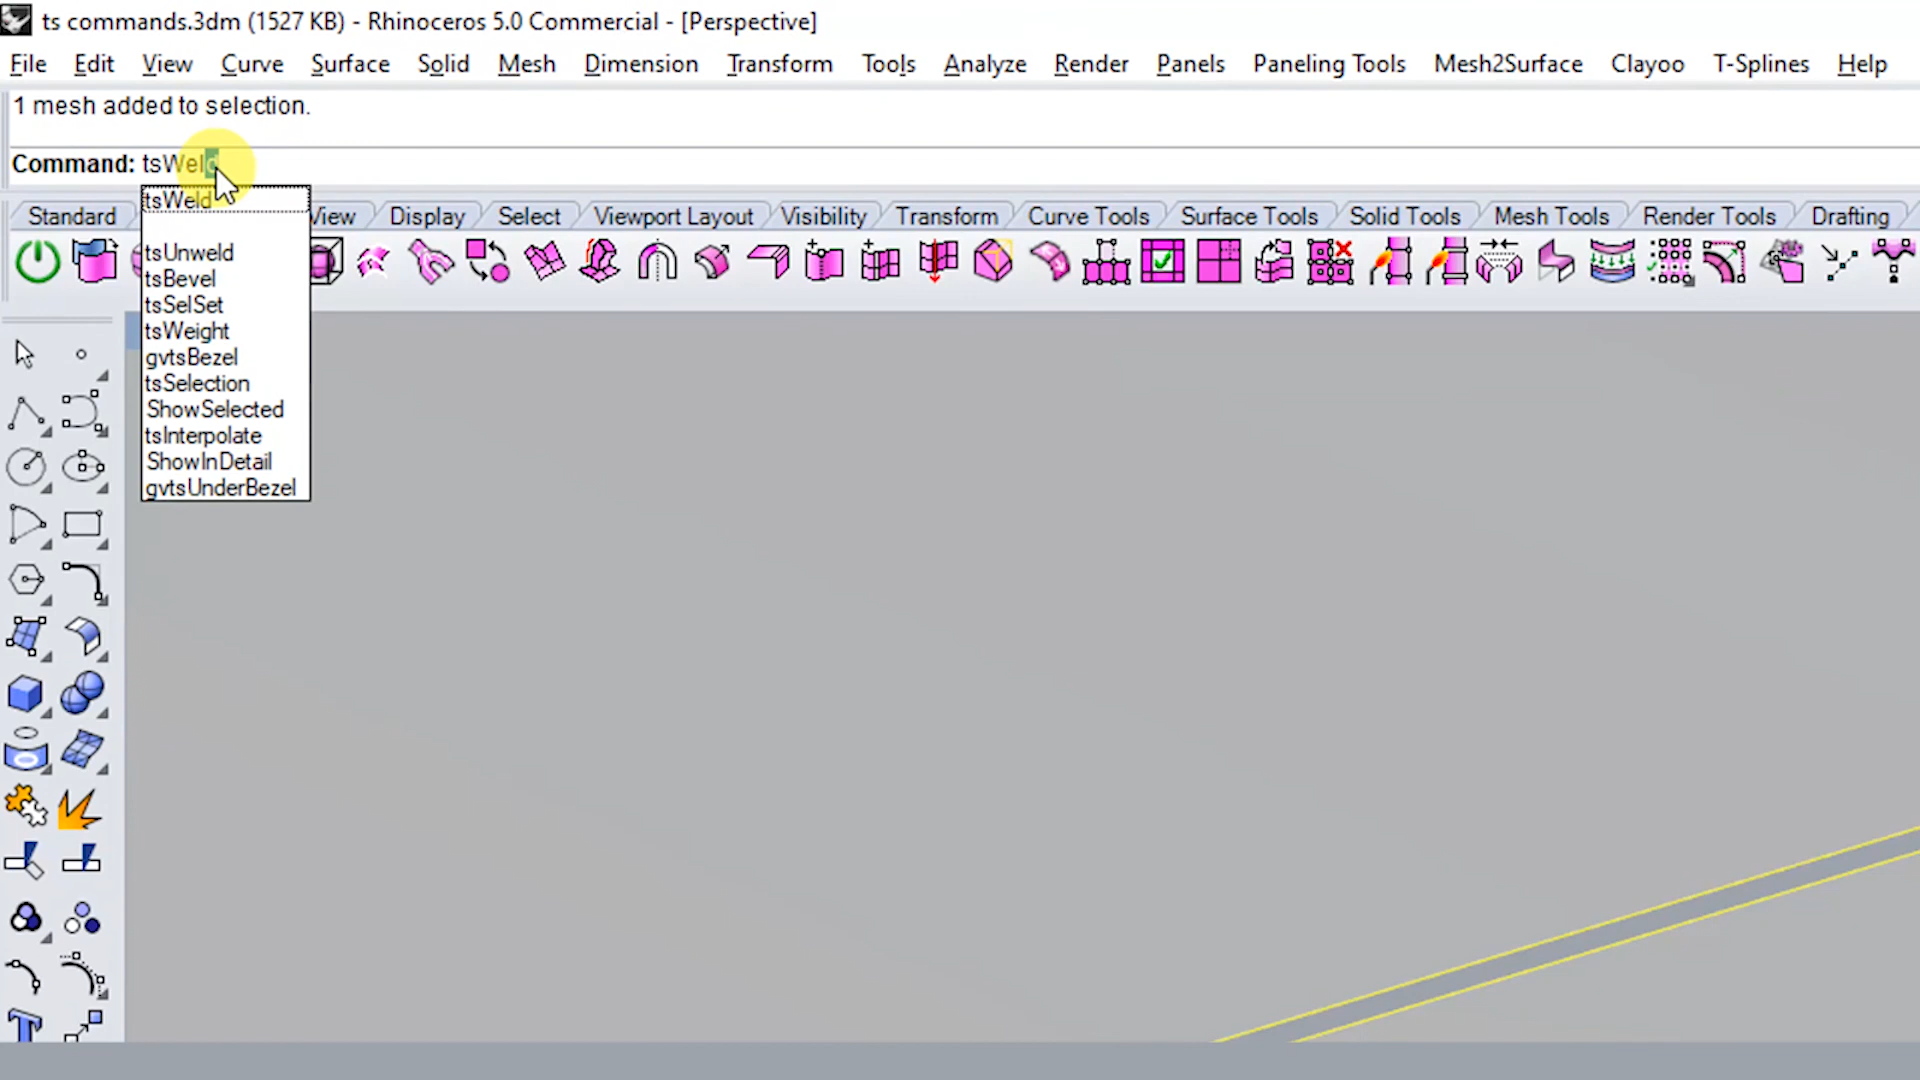 ts commands.3dm (1527 KB) - Rhinoceros 5.0 Commercial - [Perspective]
File Edit View Curve Surface Solid Mesh Dimension Transform Tools Analyze Render Panels Paneling Tools Mesh2Surface Clayoo T-Splines Help
1 mesh added to selection.
Command: tsWeld
tsWeld
Standard View Display Select Viewport Layout Visibility Transform Curve Tools Surface Tools Solid Tools Mesh Tools Render Tools Drafting
tsUnweld
tsBevel
tsSelSet
tsWeight
gvtsBezel
tsSelection
ShowSelected
tsInterpolate
ShowInDetail
gvtsUnderBezel